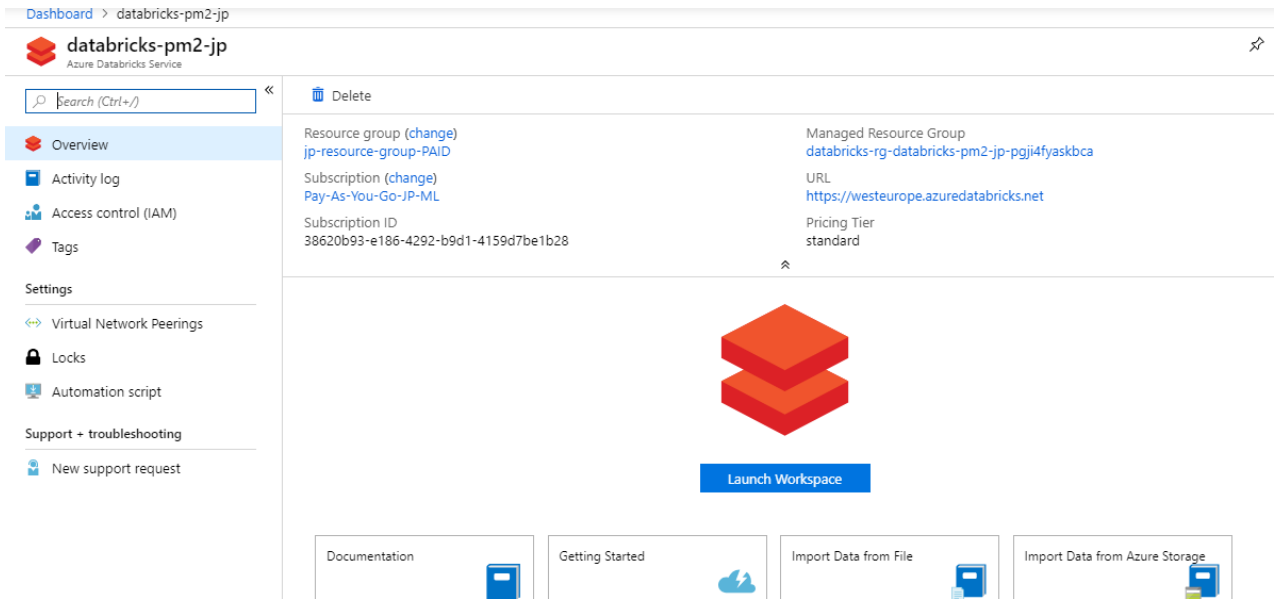 Dashboard > databricks-pm2-jp
databricks-pm2-jp
Azure Databricks Service
Search (Ctrl+/)
«
Overview
Activity log
Access control (IAM)
Tags
Settings
Virtual Network Peerings
Locks
Automation script
Support + troubleshooting
New support request
Delete
Resource group (change)
jp-resource-group-PAID
Subscription (change)
Pay-As-You-Go-JP-ML
Subscription ID
38620b93-e186-4292-b9d1-4159d7be1b28
Managed Resource Group
databricks-rg-databricks-pm2-jp-pgji4fyaskbca
URL
https://westeurope.azuredatabricks.net
Pricing Tier
standard
Launch Workspace
Documentation
Getting Started
Import Data from File
Import Data from Azure Storage